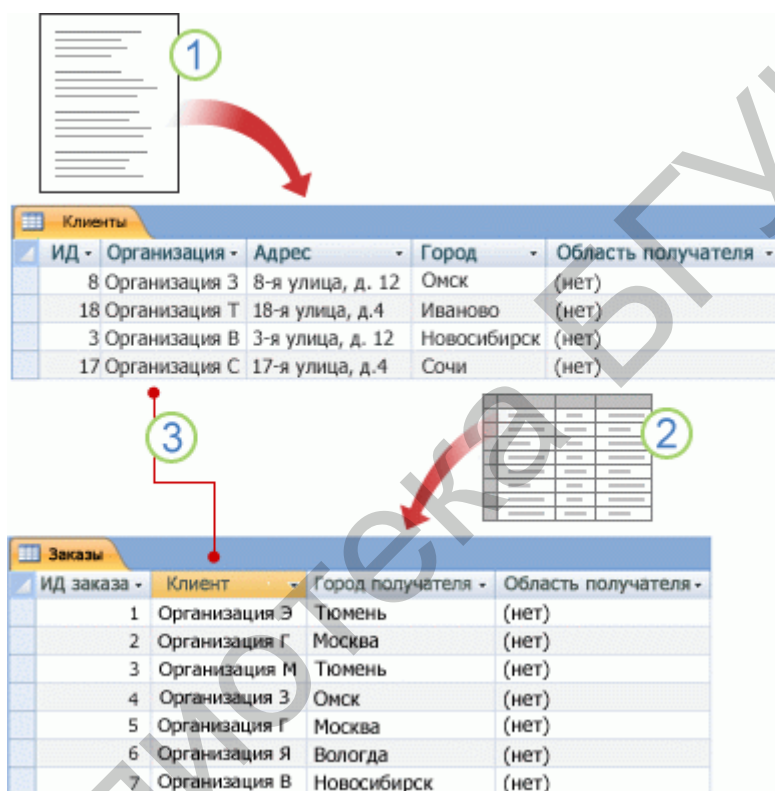 1
Клиенты
ИД Организация Адрес Город Область получателя
8 Организация З 8-я улица, д. 12 Омск (нет)
18 Организация Т 18-я улица, д.4 Иваново (нет)
3 Организация В 3-я улица, д. 12 Новосибирск (нет)
17 Организация С 17-я улица, д.4 Сочи (нет)
3
2
Заказы
ИД заказа Клиент Город получателя Область получателя
1 Организация Э Тюмень (нет)
2 Организация Г Москва (нет)
3 Организация М Тюмень (нет)
4 Организация З Омск (нет)
5 Организация Г Москва (нет)
6 Организация Я Вологда (нет)
7 Организация В Новосибирск (нет)